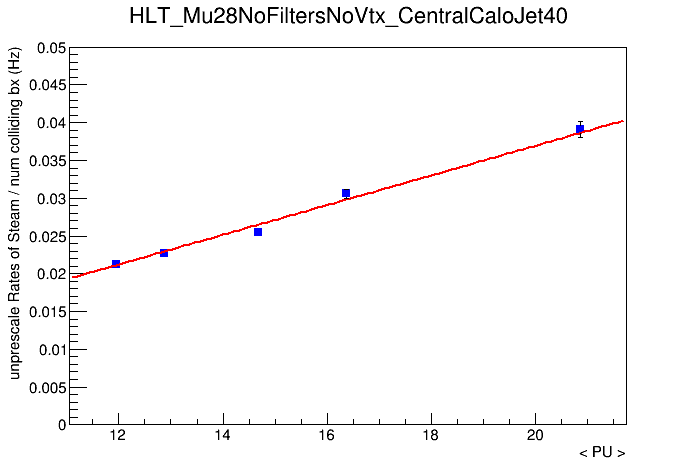 HLT_Mu28NoFiltersNoVtx_CentralCaloJet40
unprescale Rates of Steam / num colliding bx (Hz)
0.05
0.045
0.04
0.035
0.03
0.025
0.02
0.015
0.01
0.005
0
12 14 16 18 20
< PU >